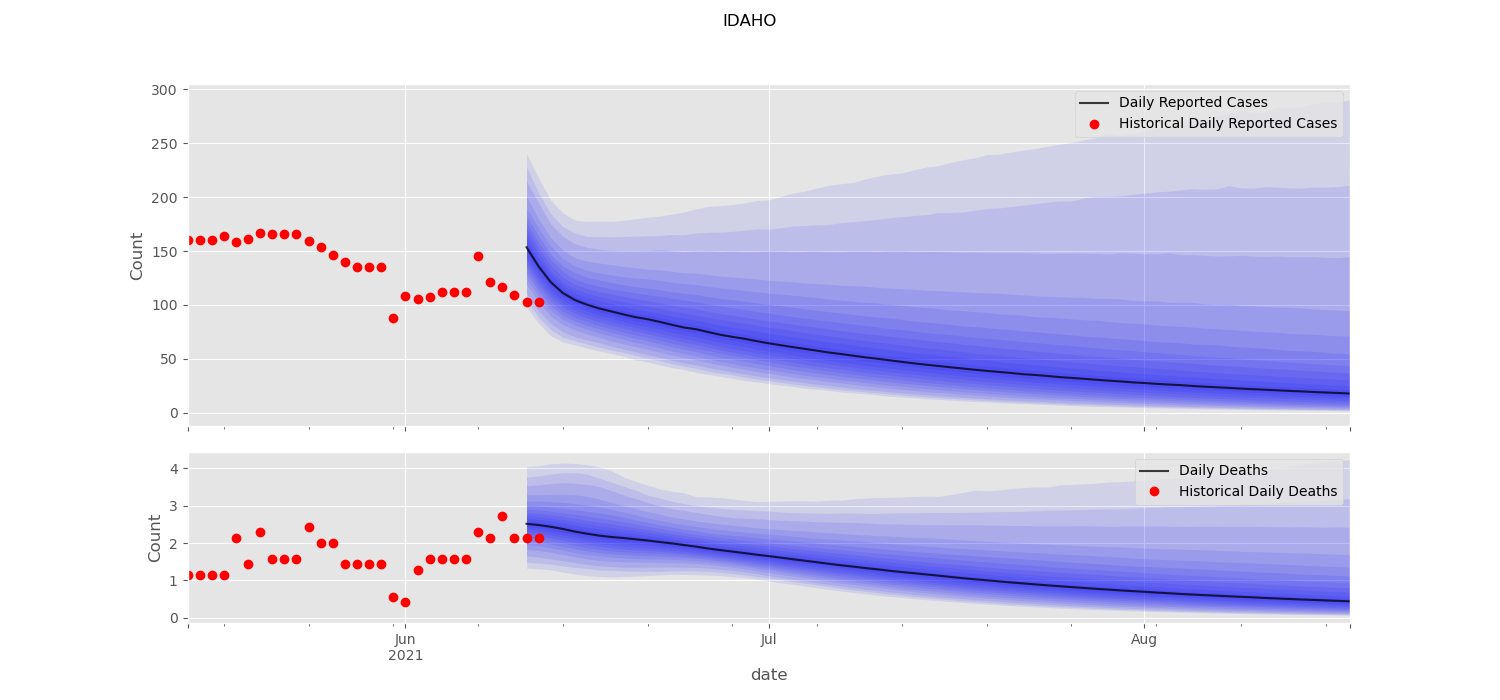 IDAHO
Daily Reported Cases
Historical Daily Reported Cases
300
250
200
150
100
50
0
Count
Daily Deaths
Historical Daily Deaths
4
3
2
1
0
Count
Jun
2021
Jul
Aug
date